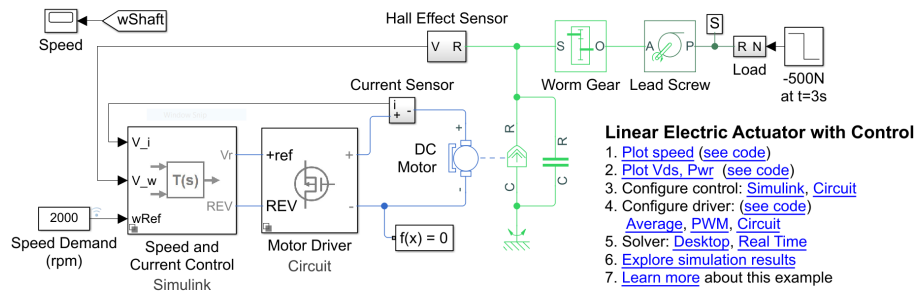 wShaft
Speed
Hall Effect Sensor
V R
S O
Worm Gear
A P
Lead Screw
S
R N
Load
-500N
at t=3s
Current Sensor
i
+ -
V_i
V_w
wRef
T(s)
Vr
REV
Speed and
Current Control
Simulink
2000
Speed Demand
(rpm)
+ref
REV
+
-
Motor Driver
Circuit
DC
Motor
+
-
f(x) = 0
R
C
R
C
Linear Electric Actuator with Control
1. Plot speed (see code)
2. Plot Vds, Pwr (see code)
3. Configure control: Simulink, Circuit
4. Configure driver: (see code)
Average, PWM, Circuit
5. Solver: Desktop, Real Time
6. Explore simulation results
7. Learn more about this example